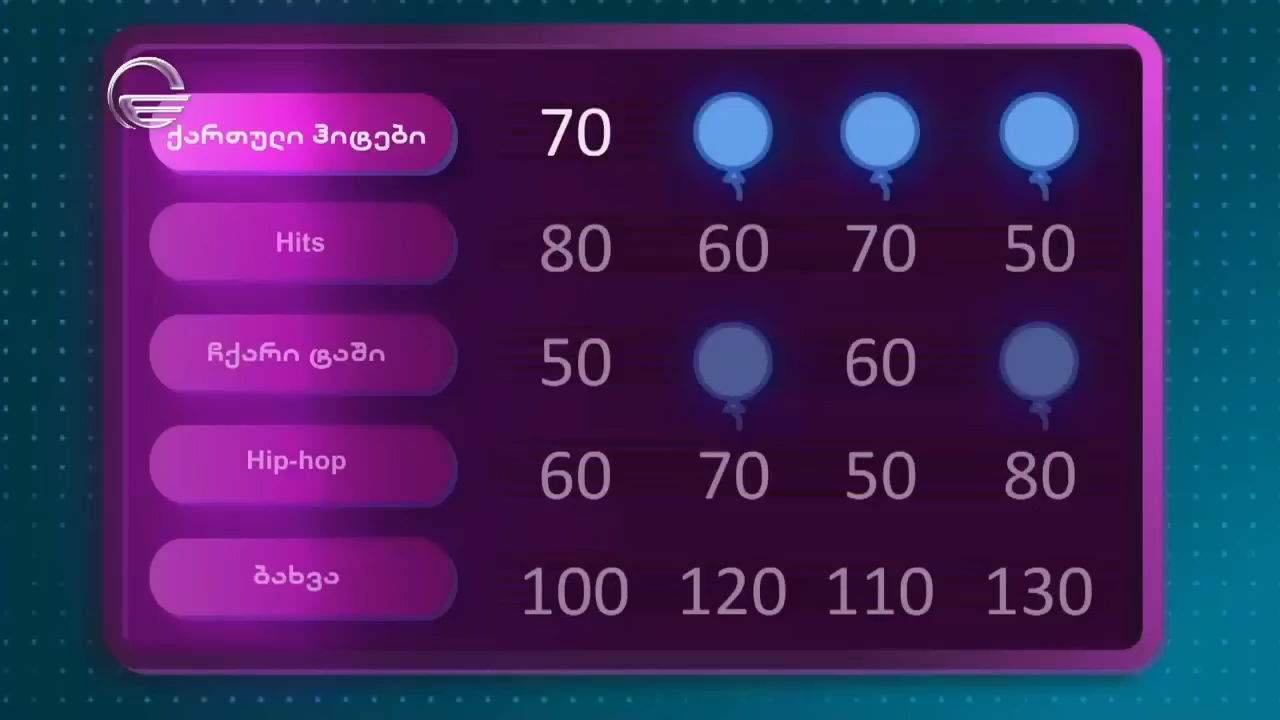 ქართული ჰიტები 70
Hits 80 60 70 50
ჩქარი ტაში 50 60
Hip-hop 60 70 50 80
ბახვა 100 120 110 130